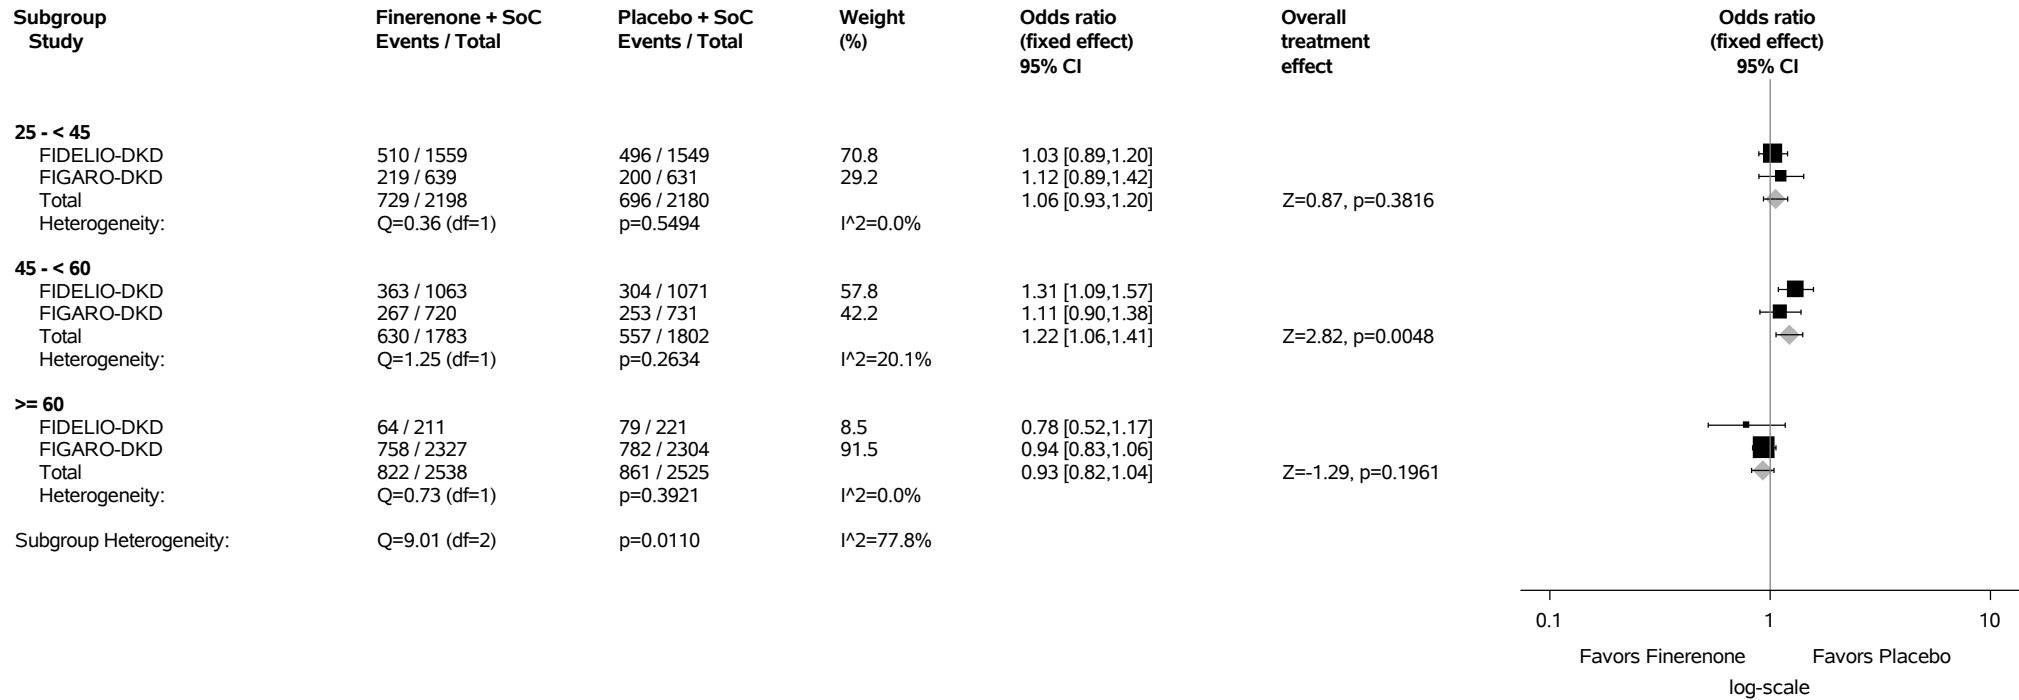 Subgroup Finerenone + SoC Placebo + SoC Weight Odds ratio Overall Odds ratio
Study Events / Total Events / Total (%) (fixed effect) treatment (fixed effect)
95% CI effect 95% CI
25 - < 45
FIDELIO-DKD 510 / 1559 496 / 1549 70.8 1.03 [0.89,1.20]
FIGARO-DKD 219 / 639 200 / 631 29.2 1.12 [0.89,1.42]
Total 729 / 2198 696 / 2180 1.06 [0.93,1.20] Z=0.87, p=0.3816
Heterogeneity: Q=0.36 (df=1) p=0.5494 I^2=0.0%
45 - < 60
FIDELIO-DKD 363 / 1063 304 / 1071 57.8 1.31 [1.09,1.57]
FIGARO-DKD 267 / 720 253 / 731 42.2 1.11 [0.90,1.38]
Total 630 / 1783 557 / 1802 1.22 [1.06,1.41] Z=2.82, p=0.0048
Heterogeneity: Q=1.25 (df=1) p=0.2634 I^2=20.1%
>= 60
FIDELIO-DKD 64 / 211 79 / 221 8.5 0.78 [0.52,1.17]
FIGARO-DKD 758 / 2327 782 / 2304 91.5 0.94 [0.83,1.06]
Total 822 / 2538 861 / 2525 0.93 [0.82,1.04] Z=-1.29, p=0.1961
Heterogeneity: Q=0.73 (df=1) p=0.3921 I^2=0.0%
Subgroup Heterogeneity: Q=9.01 (df=2) p=0.0110 I^2=77.8%
0.1 1 10
Favors Finerenone Favors Placebo
log-scale